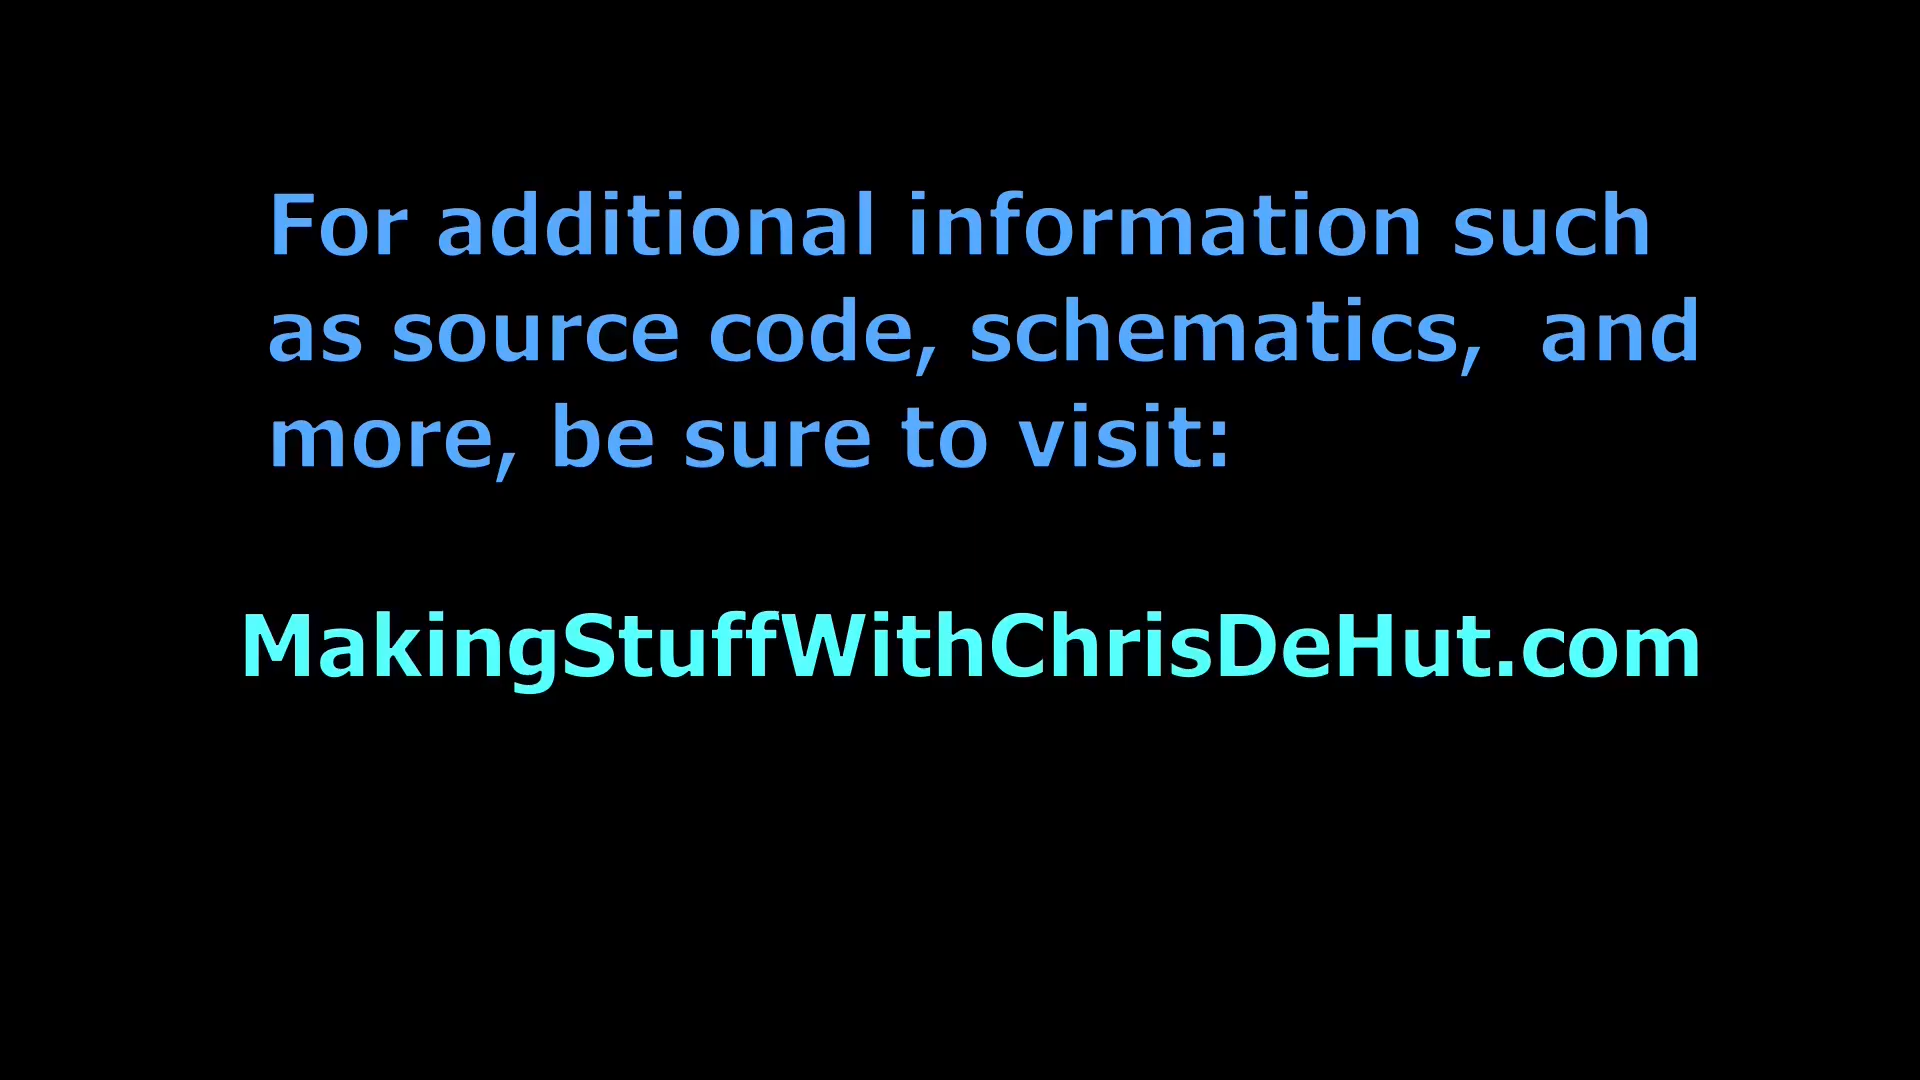 For additional information such
as source code, schematics,  and
more, be sure to visit:
MakingStuffWithChrisDeHut.com